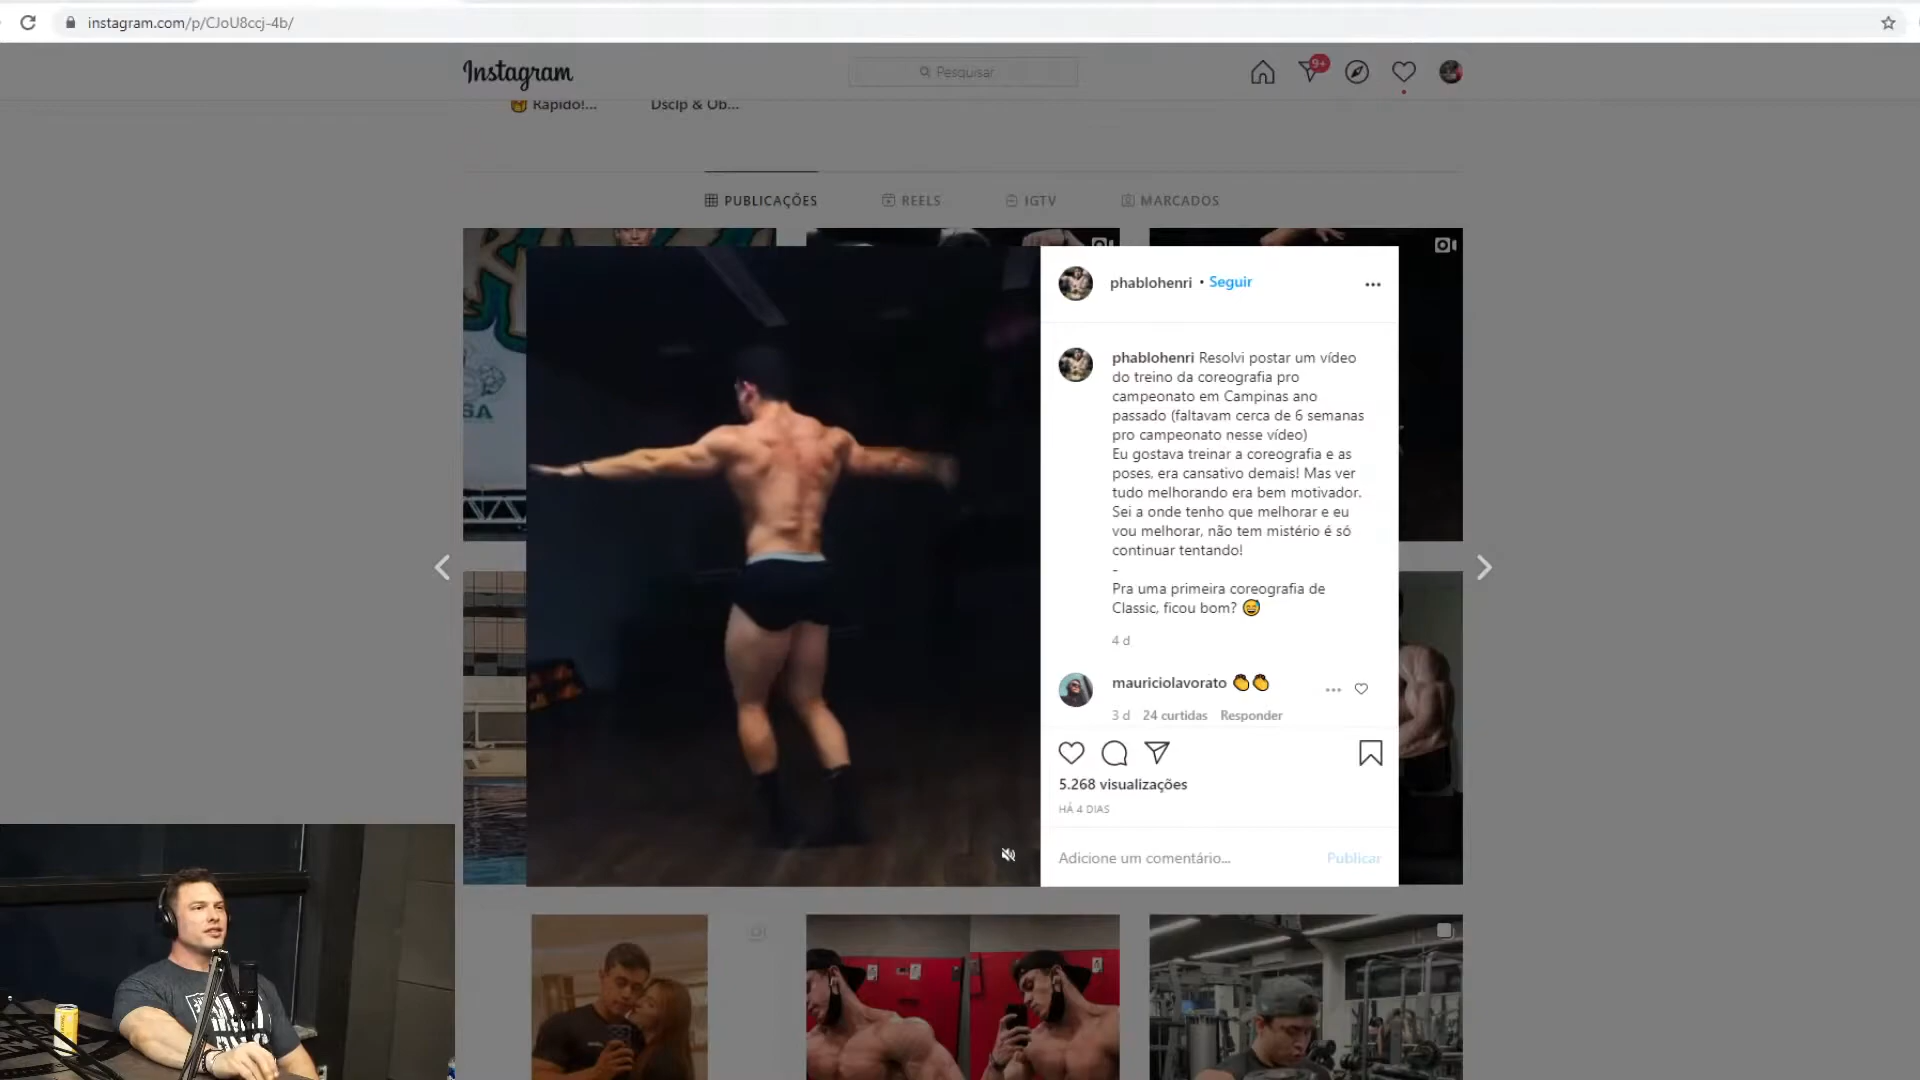 instagram.com/p/CJoU8ccj-4b/
Instagram
Pesquisar
9+
Rápido!...
Dscip & Ob...
PUBLICAÇÕES
REELS
IGTV
MARCADOS
phablohenri • Seguir
phablohenri Resolvi postar um vídeo
do treino da coreografia pro
campeonato em Campinas ano
passado (faltavam cerca de 6 semanas
pro campeonato nesse vídeo)
Eu gostava treinar a coreografia e as
poses, era cansativo demais! Mas ver
tudo melhorando era bem motivador.
Sei a onde tenho que melhorar e eu
vou melhorar, não tem mistério é só
continuar tentando!
-
Pra uma primeira coreografia de
Classic, ficou bom? 😅
4 d
mauriciolavorato 👏👏
3 d 24 curtidas Responder
5.268 visualizações
HÁ 4 DIAS
Adicione um comentário...
Publicar